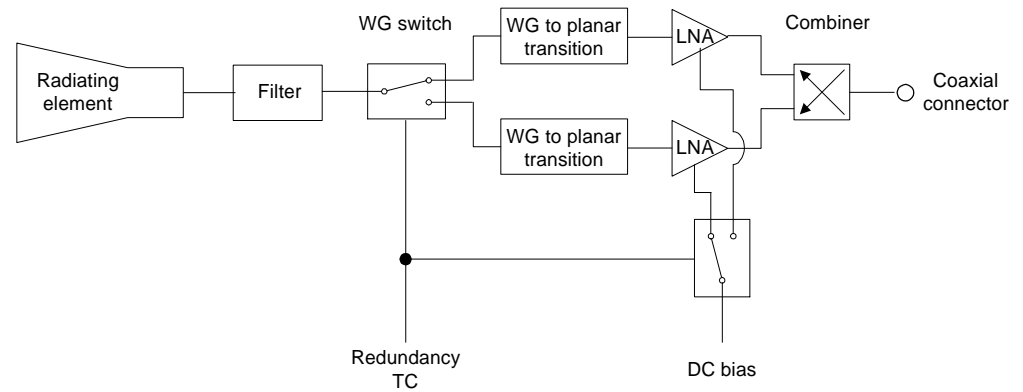 WG switch
WG to planar
transition
LNA
Combiner
Radiating
element
Filter
Coaxial
connector
WG to planar
transition
LNA
Redundancy
TC
DC bias